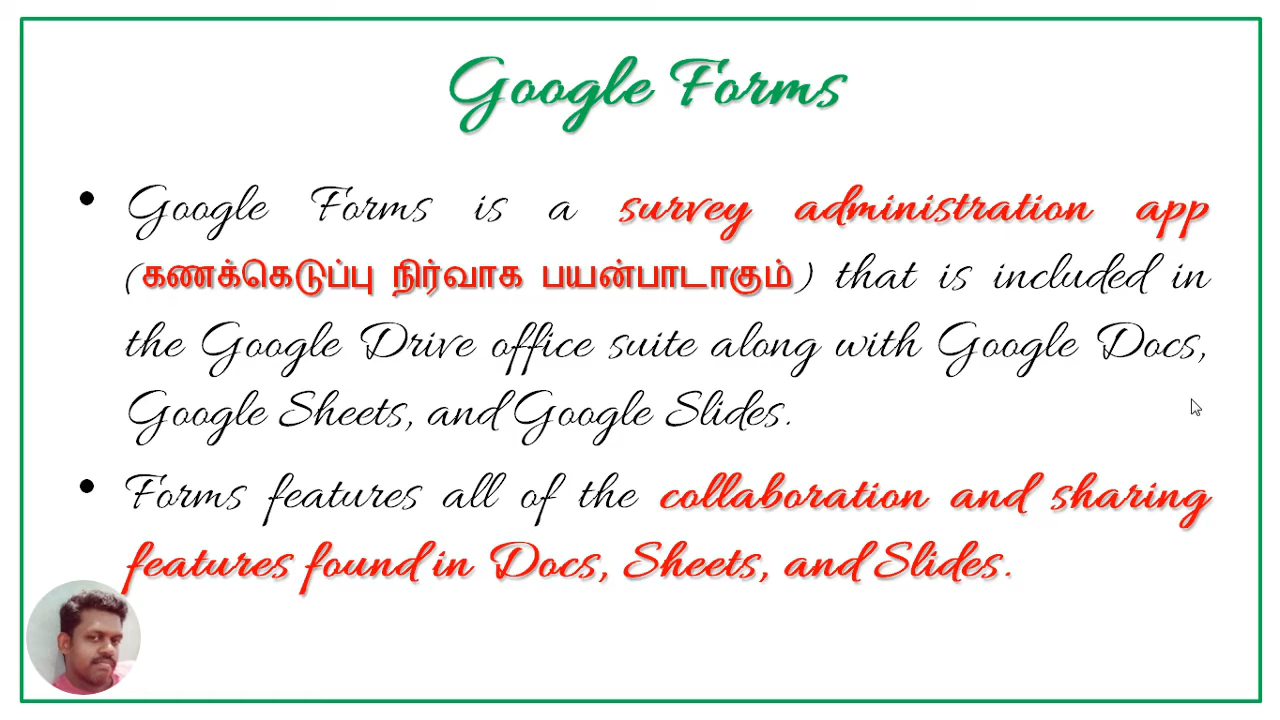 Google Forms
• Google Forms is a survey administration app
(கணக்கெடுப்பு நிர்வாக பயன்பாடாகும்) that is included in
the Google Drive office suite along with Google Docs,
Google Sheets, and Google Slides.
• Forms features all of the collaboration and sharing
features found in Docs, Sheets, and Slides.